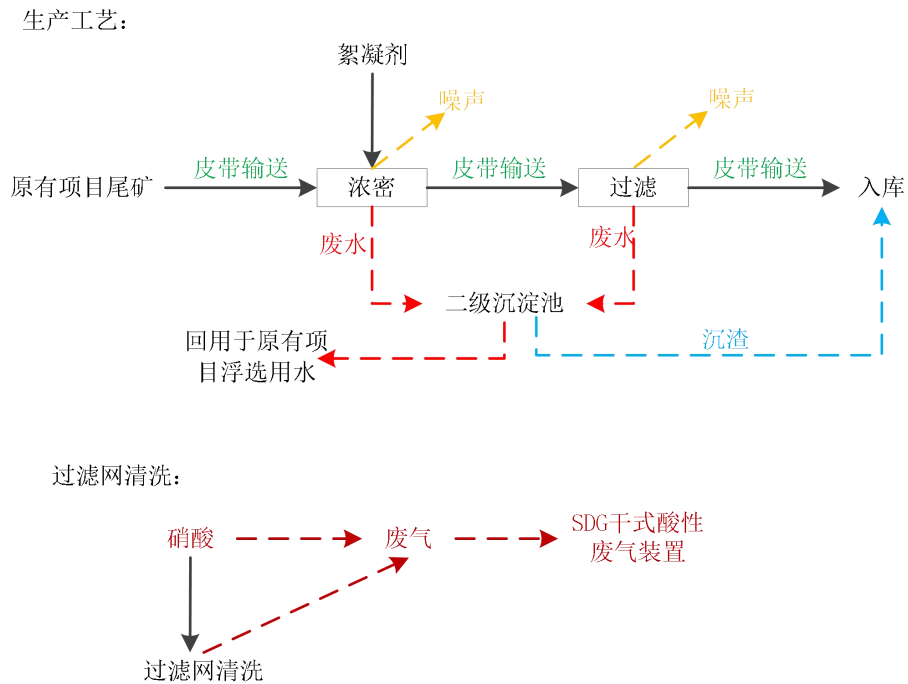 生产工艺：
絮凝剂
噪声
噪声
皮带输送
皮带输送
皮带输送
原有项目尾矿
浓密
过滤
入库
废水
废水
二级沉淀池
回用于原有项
目浮选用水
沉渣
过滤网清洗：
硝酸
废气
SDG干式酸性
废气装置
过滤网清洗